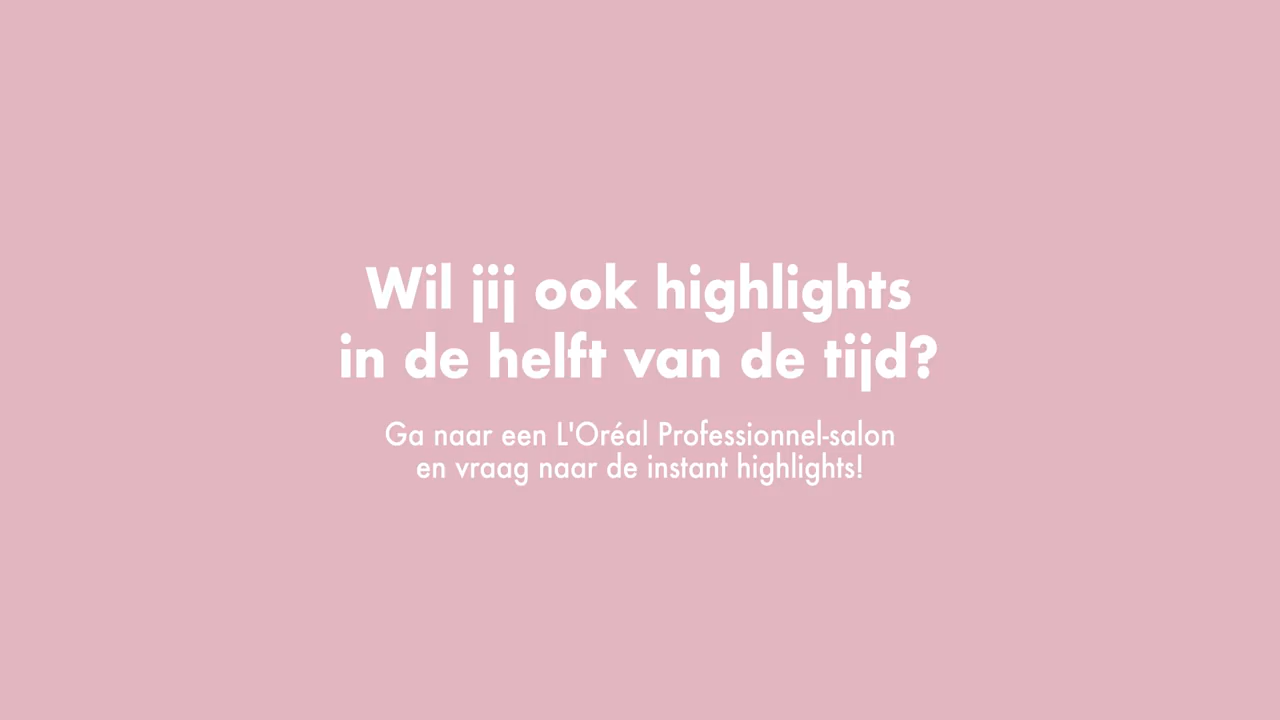 Wil jij ook highlights
in de helft van de tijd?
Ga naar een L'Oréal Professionnel-salon
en vraag naar de instant highlights!